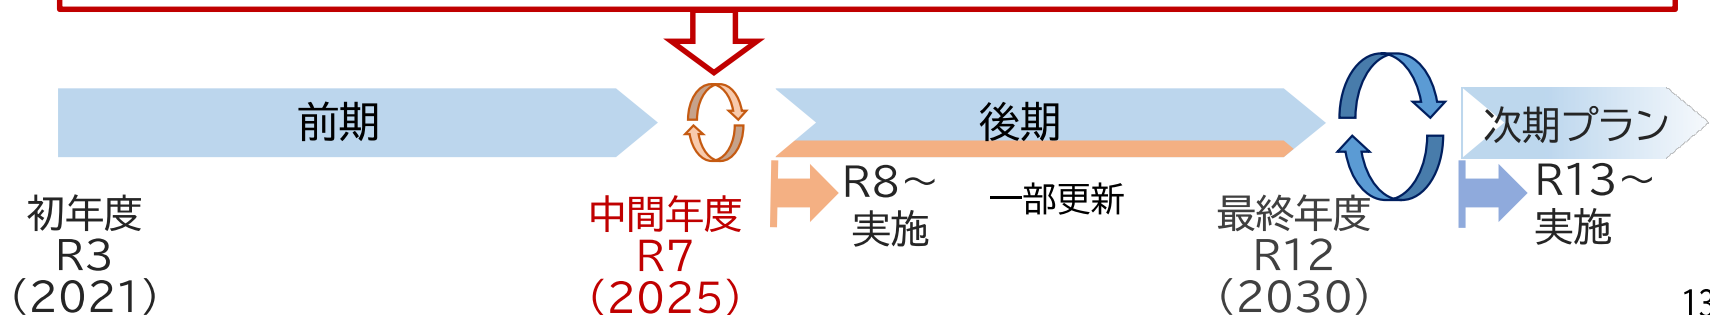 前期
後期
次期プラン
初年度
R3
（2021）
中間年度
R7
（2025）
R8～
実施
一部更新
最終年度
R12
（2030）
R13～
実施
13